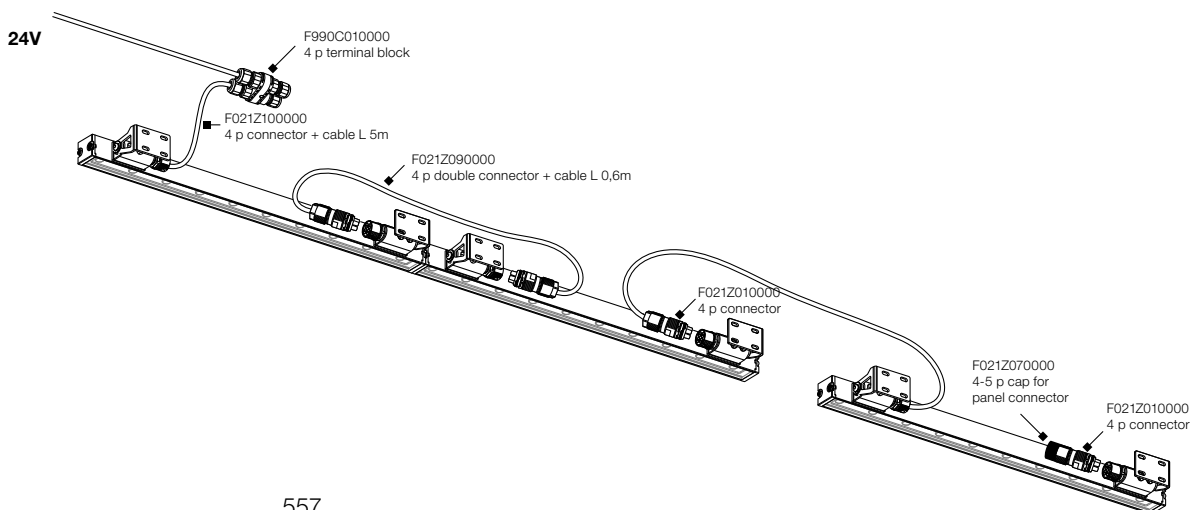 24V
F990C010000
4 p terminal block
F021Z100000
4 p connector + cable L 5m
F021Z090000
4 p double connector + cable L 0,6m
F021Z010000
4 p connector
F021Z070000
4-5 p cap for
panel connector
F021Z010000
4 p connector
557